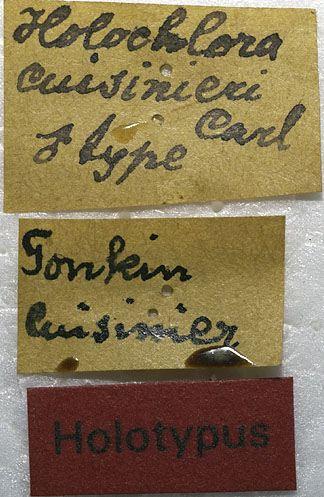 Holochlora
cuisinieri
Carl
♂ type
Tonkin
Cuisinier
Holotypus